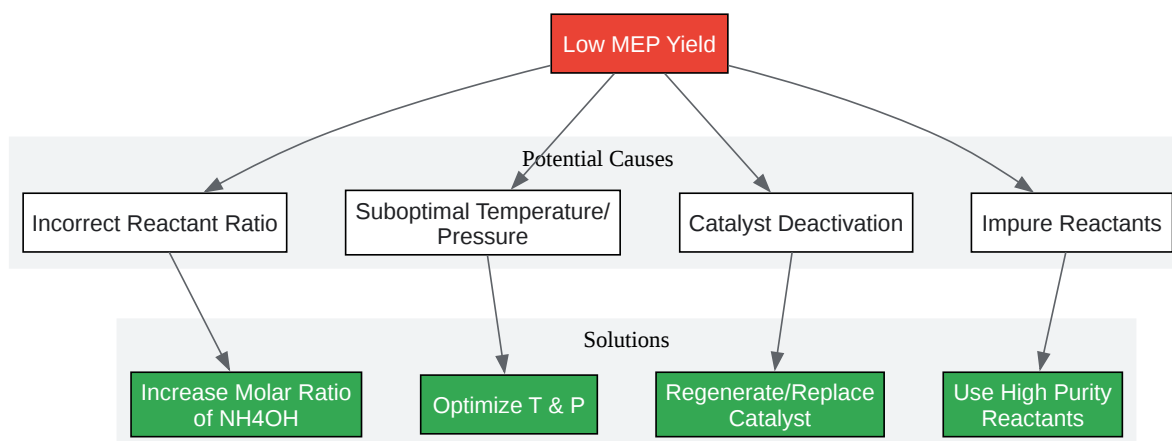 Low MEP Yield
Potential Causes
Incorrect Reactant Ratio
Suboptimal Temperature/
Pressure
Catalyst Deactivation
Impure Reactants
Solutions
Increase Molar Ratio
of NH4OH
Optimize T & P
Regenerate/Replace
Catalyst
Use High Purity
Reactants